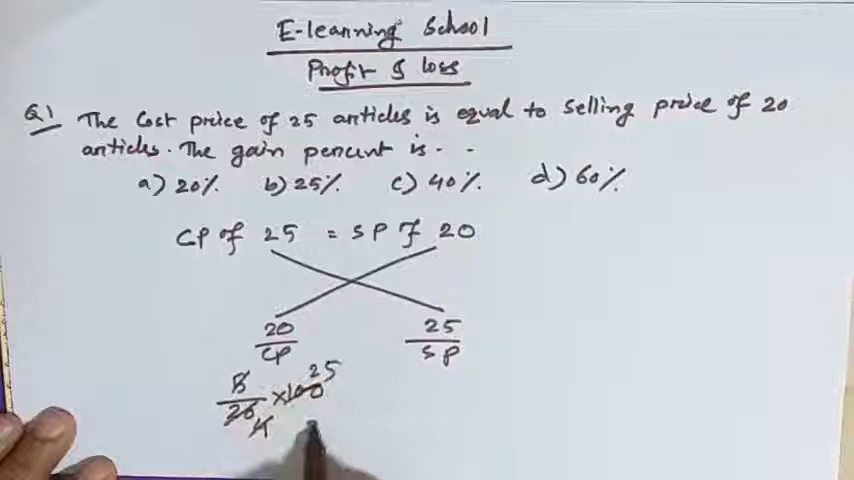 E-learning School
Profit & loss
Q1 The Cost price of 25 articles is equal to Selling price of 20
articles. The gain percent is. - -
a) 20% b) 25% c) 40% d) 60%
CP of 25 = SP of 20
20 25
CP SP
5 25
20 × 100
4